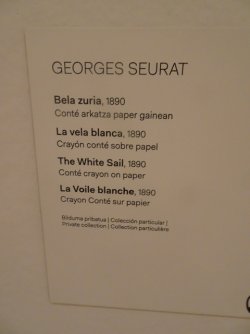 GEORGES SEURAT
Bela zuria, 1890
Conté arkatza paper gainean
La vela blanca, 1890
Crayón conté sobre papel
The White Sail, 1890
Conté crayon on paper
La Voile blanche, 1890
Crayon Conté sur papier
Bilduma pribatua | Colección particular |
Private collection | Collection particulière